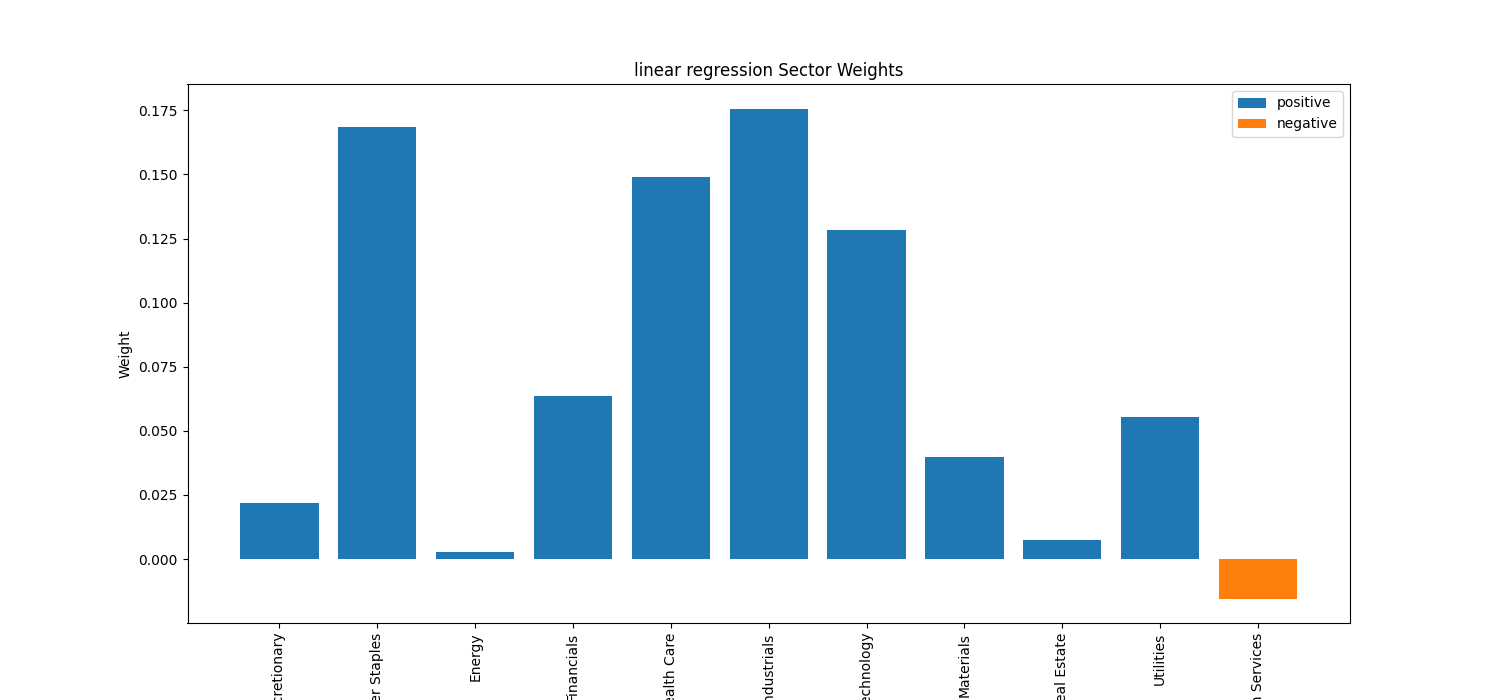 linear regression Sector Weights
positive
negative
Weight
0.175
0.150
0.125
0.100
0.075
0.050
0.025
0.000
cretionary
er Staples
Energy
Financials
ealth Care
ndustrials
echnology
Materials
eal Estate
Utilities
Services